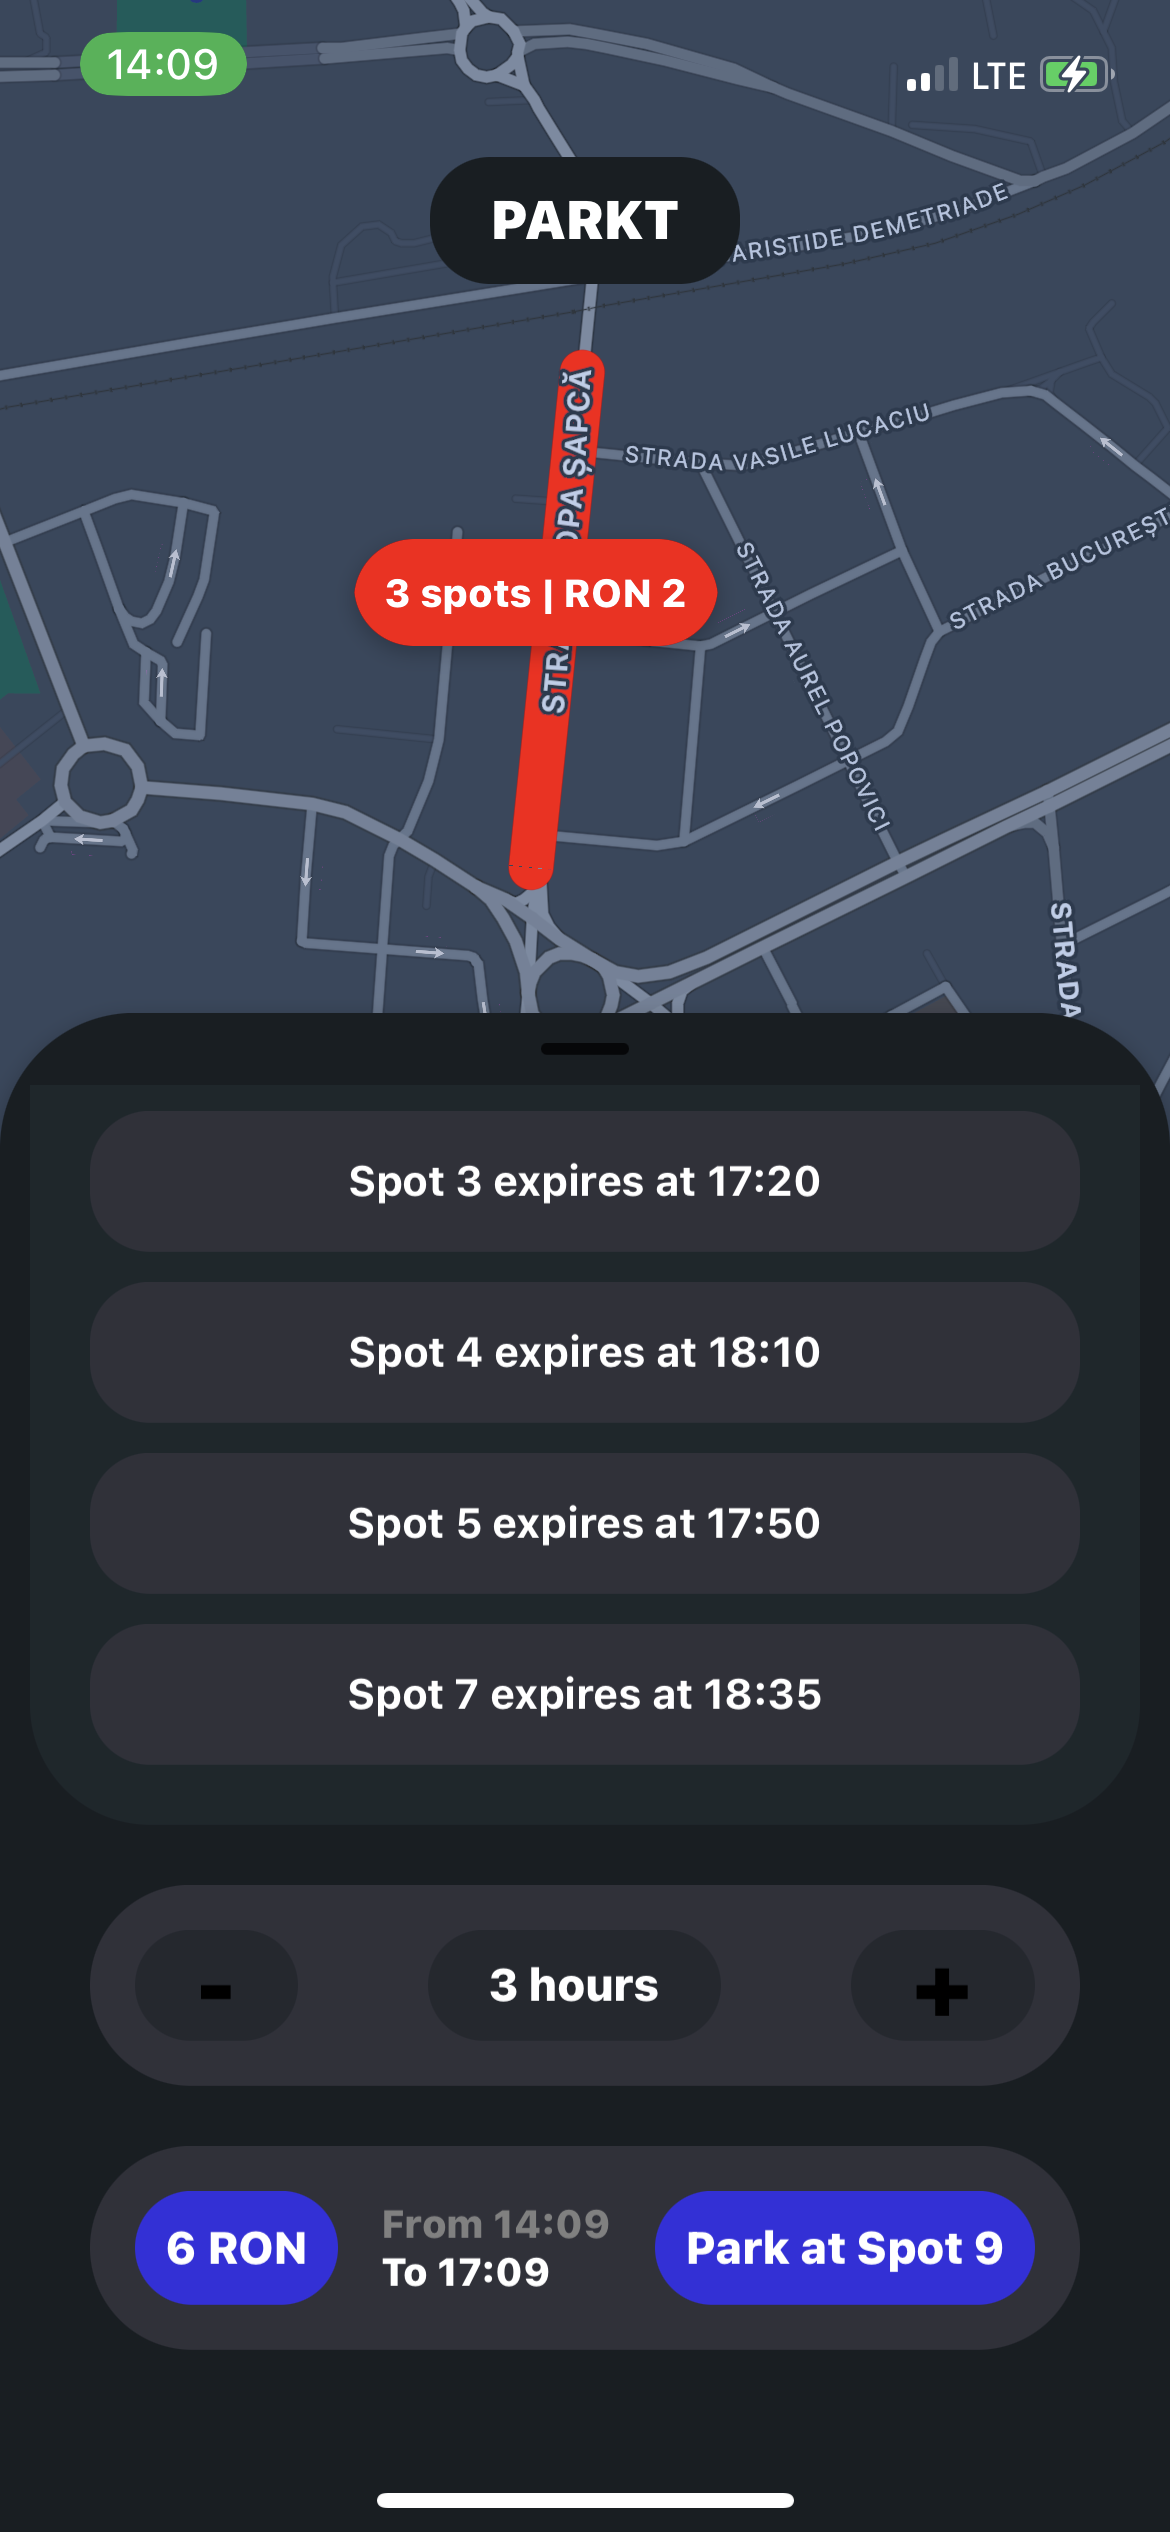 14:09
LTE
PARKT
ARISTIDE DEMETRIADE
OPA ȘAPCĂ
STRADA VASILE LUCACIU
STRADA BUCUREȘT
3 spots | RON 2
STRA
STRADA AUREL POPOVICI
STRADA
Spot 3 expires at 17:20
Spot 4 expires at 18:10
Spot 5 expires at 17:50
Spot 7 expires at 18:35
- 3 hours +
6 RON
From 14:09
To 17:09
Park at Spot 9